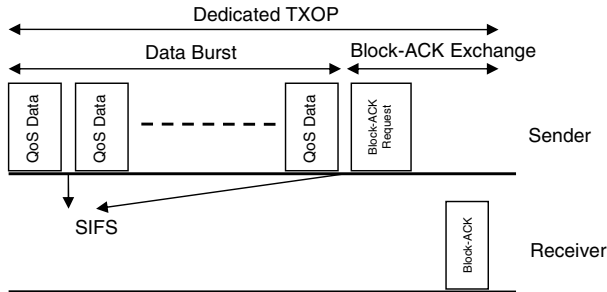 Dedicated TXOP
Data Burst
Block-ACK Exchange
QoS Data
QoS Data
QoS Data
Block-ACK
Request
Sender
SIFS
Block-ACK
Receiver